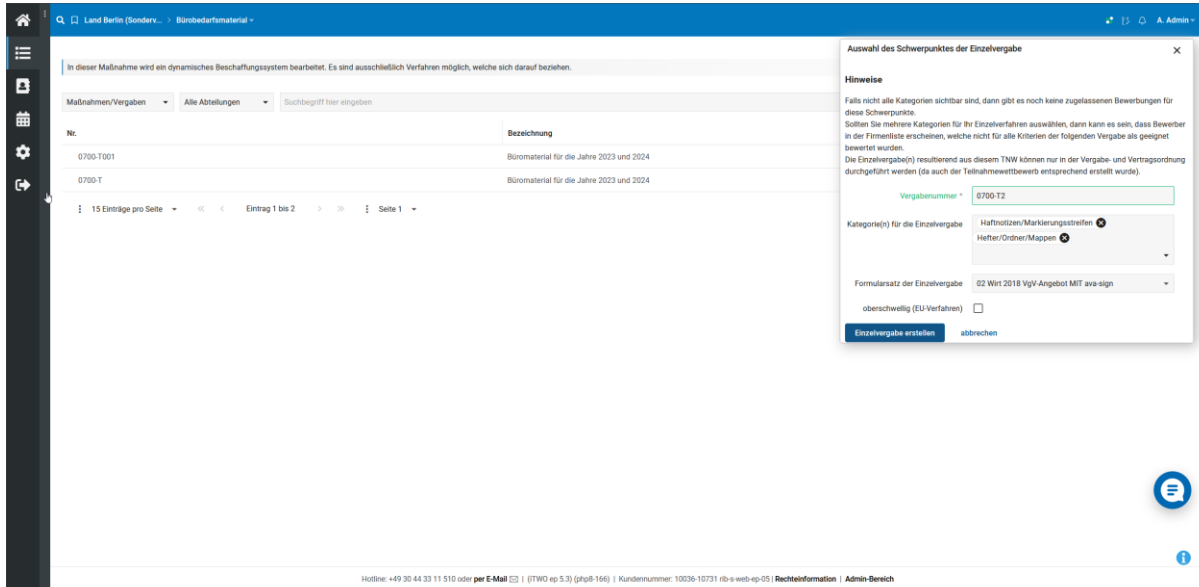 Land Berlin (Sonderv... > Bürobedarfsmaterial
A. Admin
In dieser Maßnahme wird ein dynamisches Beschaffungssystem bearbeitet. Es sind ausschließlich Verfahren möglich, welche sich darauf beziehen.
Maßnahmen/Vergaben Alle Abteilungen Suchbegriff hier eingeben
Nr. Bezeichnung
0700-T001 Büromaterial für die Jahre 2023 und 2024
0700-T Büromaterial für die Jahre 2023 und 2024
15 Einträge pro Seite Eintrag 1 bis 2 Seite 1
Auswahl des Schwerpunktes der Einzelvergabe
Hinweise
Falls nicht alle Kategorien sichtbar sind, dann gibt es noch keine zugelassenen Bewerbungen für
diese Schwerpunkte.
Sollten Sie mehrere Kategorien für Ihr Einzelverfahren auswählen, dann kann es sein, dass Bewerber
in der Firmenliste erscheinen, welche nicht für alle Kriterien der folgenden Vergabe als geeignet
bewertet wurden.
Die Einzelvergabe(n) resultierend aus diesem TNW können nur in der Vergabe- und Vertragsordnung
durchgeführt werden (da auch der Teilnahmewettbewerb entsprechend erstellt wurde).
Vergabenummer * 0700-T2
Kategorie(n) für die Einzelvergabe Haftnotizen/Markierungsstreifen
Hefter/Ordner/Mappen
Formularsatz der Einzelvergabe 02 Wirt 2018 VgV-Angebot MIT ava-sign
oberschwellig (EU-Verfahren)
Einzelvergabe erstellen abbrechen
Hotline: +49 30 44 33 11 510 oder per E-Mail | (iTWO ep 5.3) (php8-166) | Kundennummer: 10036-10731 rib-s-web-ep-05 | Rechteinformation | Admin-Bereich